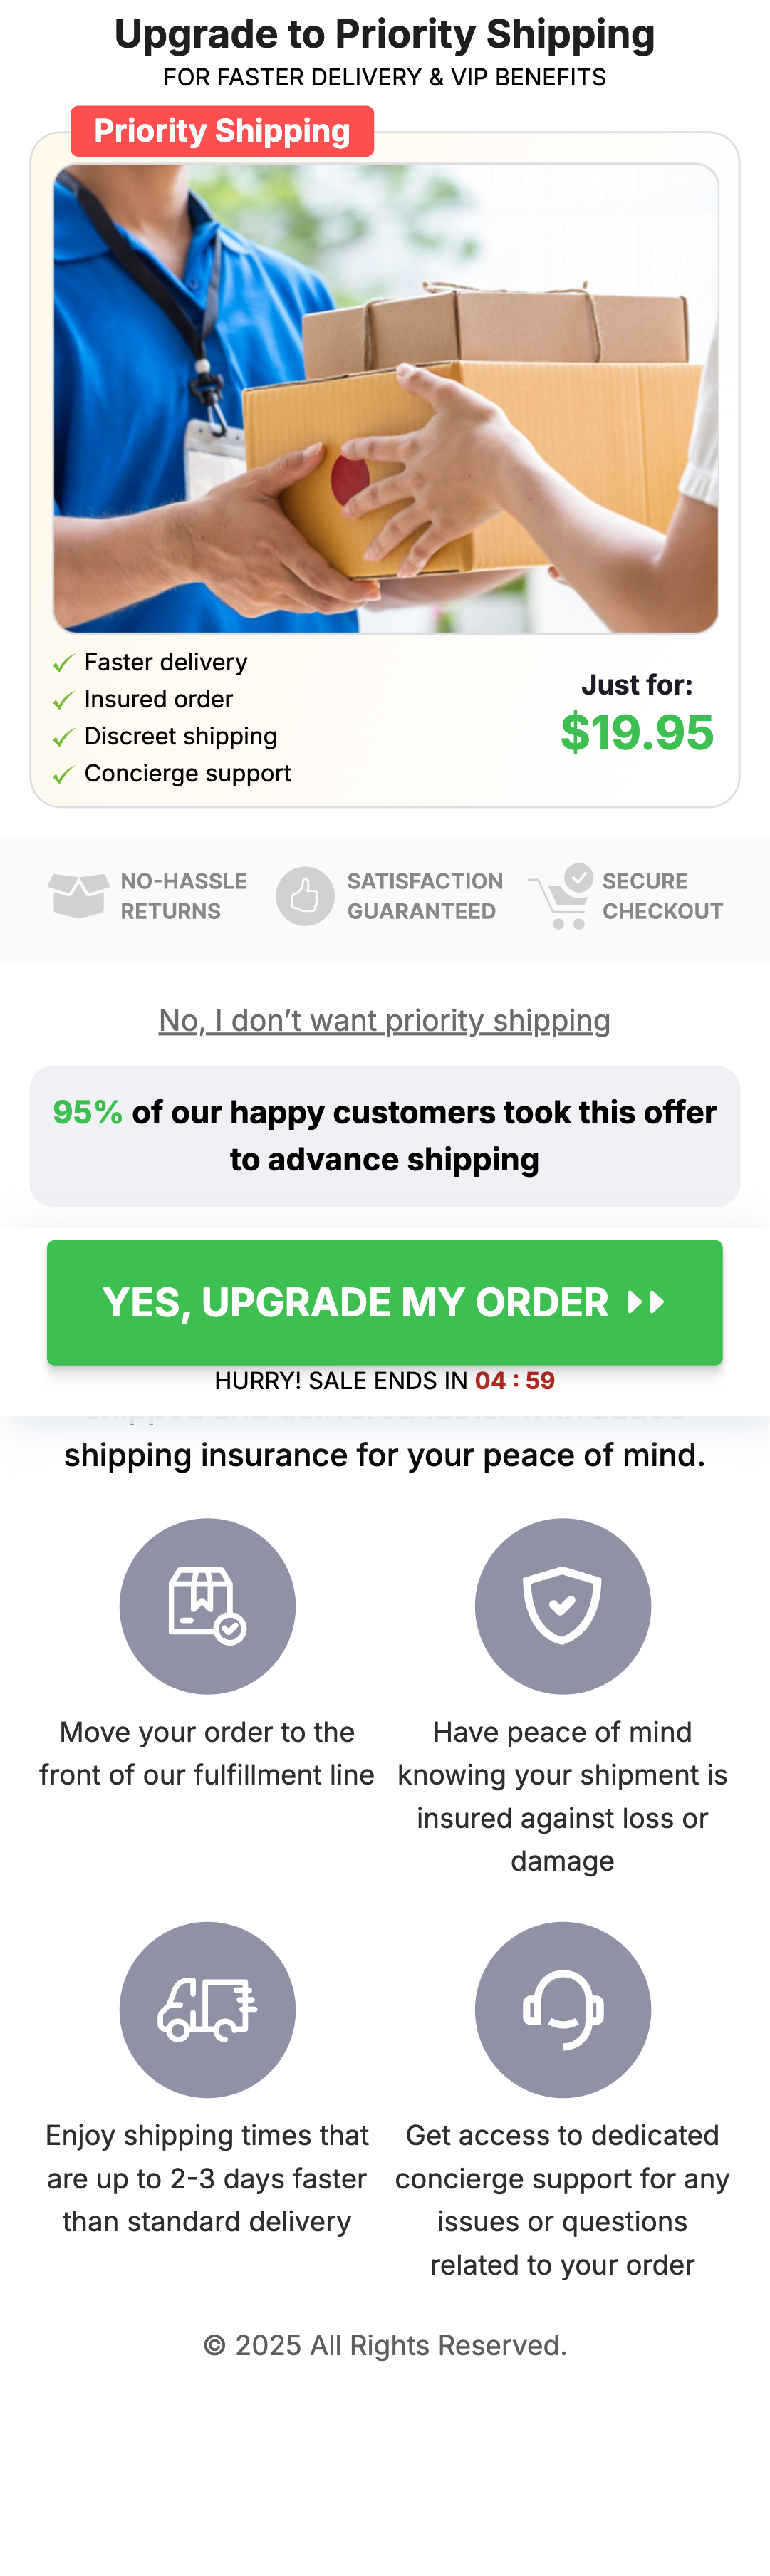 Upgrade to Priority Shipping
FOR FASTER DELIVERY & VIP BENEFITS
Priority Shipping
Faster delivery
Insured order
Discreet shipping
Concierge support
Just for:
$19.95
NO-HASSLE
RETURNS
SATISFACTION
GUARANTEED
SECURE
CHECKOUT
No, I don’t want priority shipping
95% of our happy customers took this offer
to advance shipping
YES, UPGRADE MY ORDER
HURRY! SALE ENDS IN 04 : 59
shipping insurance for your peace of mind.
Move your order to the
front of our fulfillment line
Have peace of mind
knowing your shipment is
insured against loss or
damage
Enjoy shipping times that
are up to 2-3 days faster
than standard delivery
Get access to dedicated
concierge support for any
issues or questions
related to your order
© 2025 All Rights Reserved.